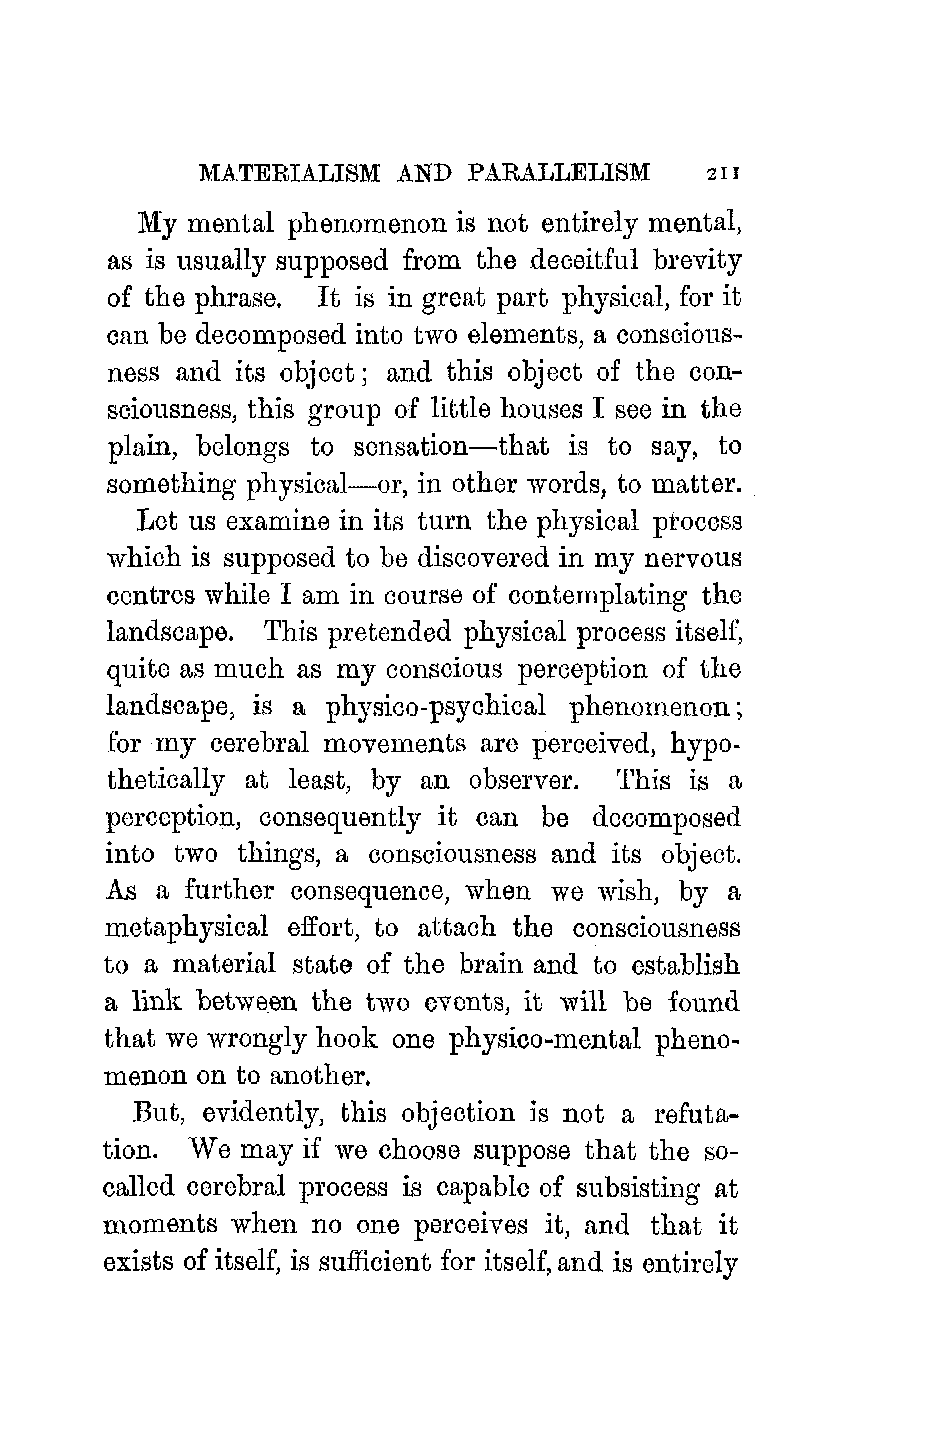 MATERIALISM AND PARALLELISM 211
My mental phenomenon is not entirely mental,
as is usually supposed from the deceitful brevity
of the phrase. It is in great part physical, for it
can be decomposed into two elements, a conscious-
ness and its object; and this object of the con-
sciousness, this group of little houses I see in the
plain, belongs to sensation—that is to say, to
something physical—or, in other words, to matter.
Let us examine in its turn the physical process
which is supposed to be discovered in my nervous
centres while I am in course of contemplating the
landscape. This pretended physical process itself,
quite as much as my conscious perception of the
landscape, is a physico-psychical phenomenon;
for my cerebral movements are perceived, hypo-
thetically at least, by an observer. This is a
perception, consequently it can be decomposed
into two things, a consciousness and its object.
As a further consequence, when we wish, by a
metaphysical effort, to attach the consciousness
to a material state of the brain and to establish
a link between the two events, it will be found
that we wrongly hook one physico-mental pheno-
menon on to another.
But, evidently, this objection is not a refuta-
tion. We may if we choose suppose that the so-
called cerebral process is capable of subsisting at
moments when no one perceives it, and that it
exists of itself, is sufficient for itself, and is entirely